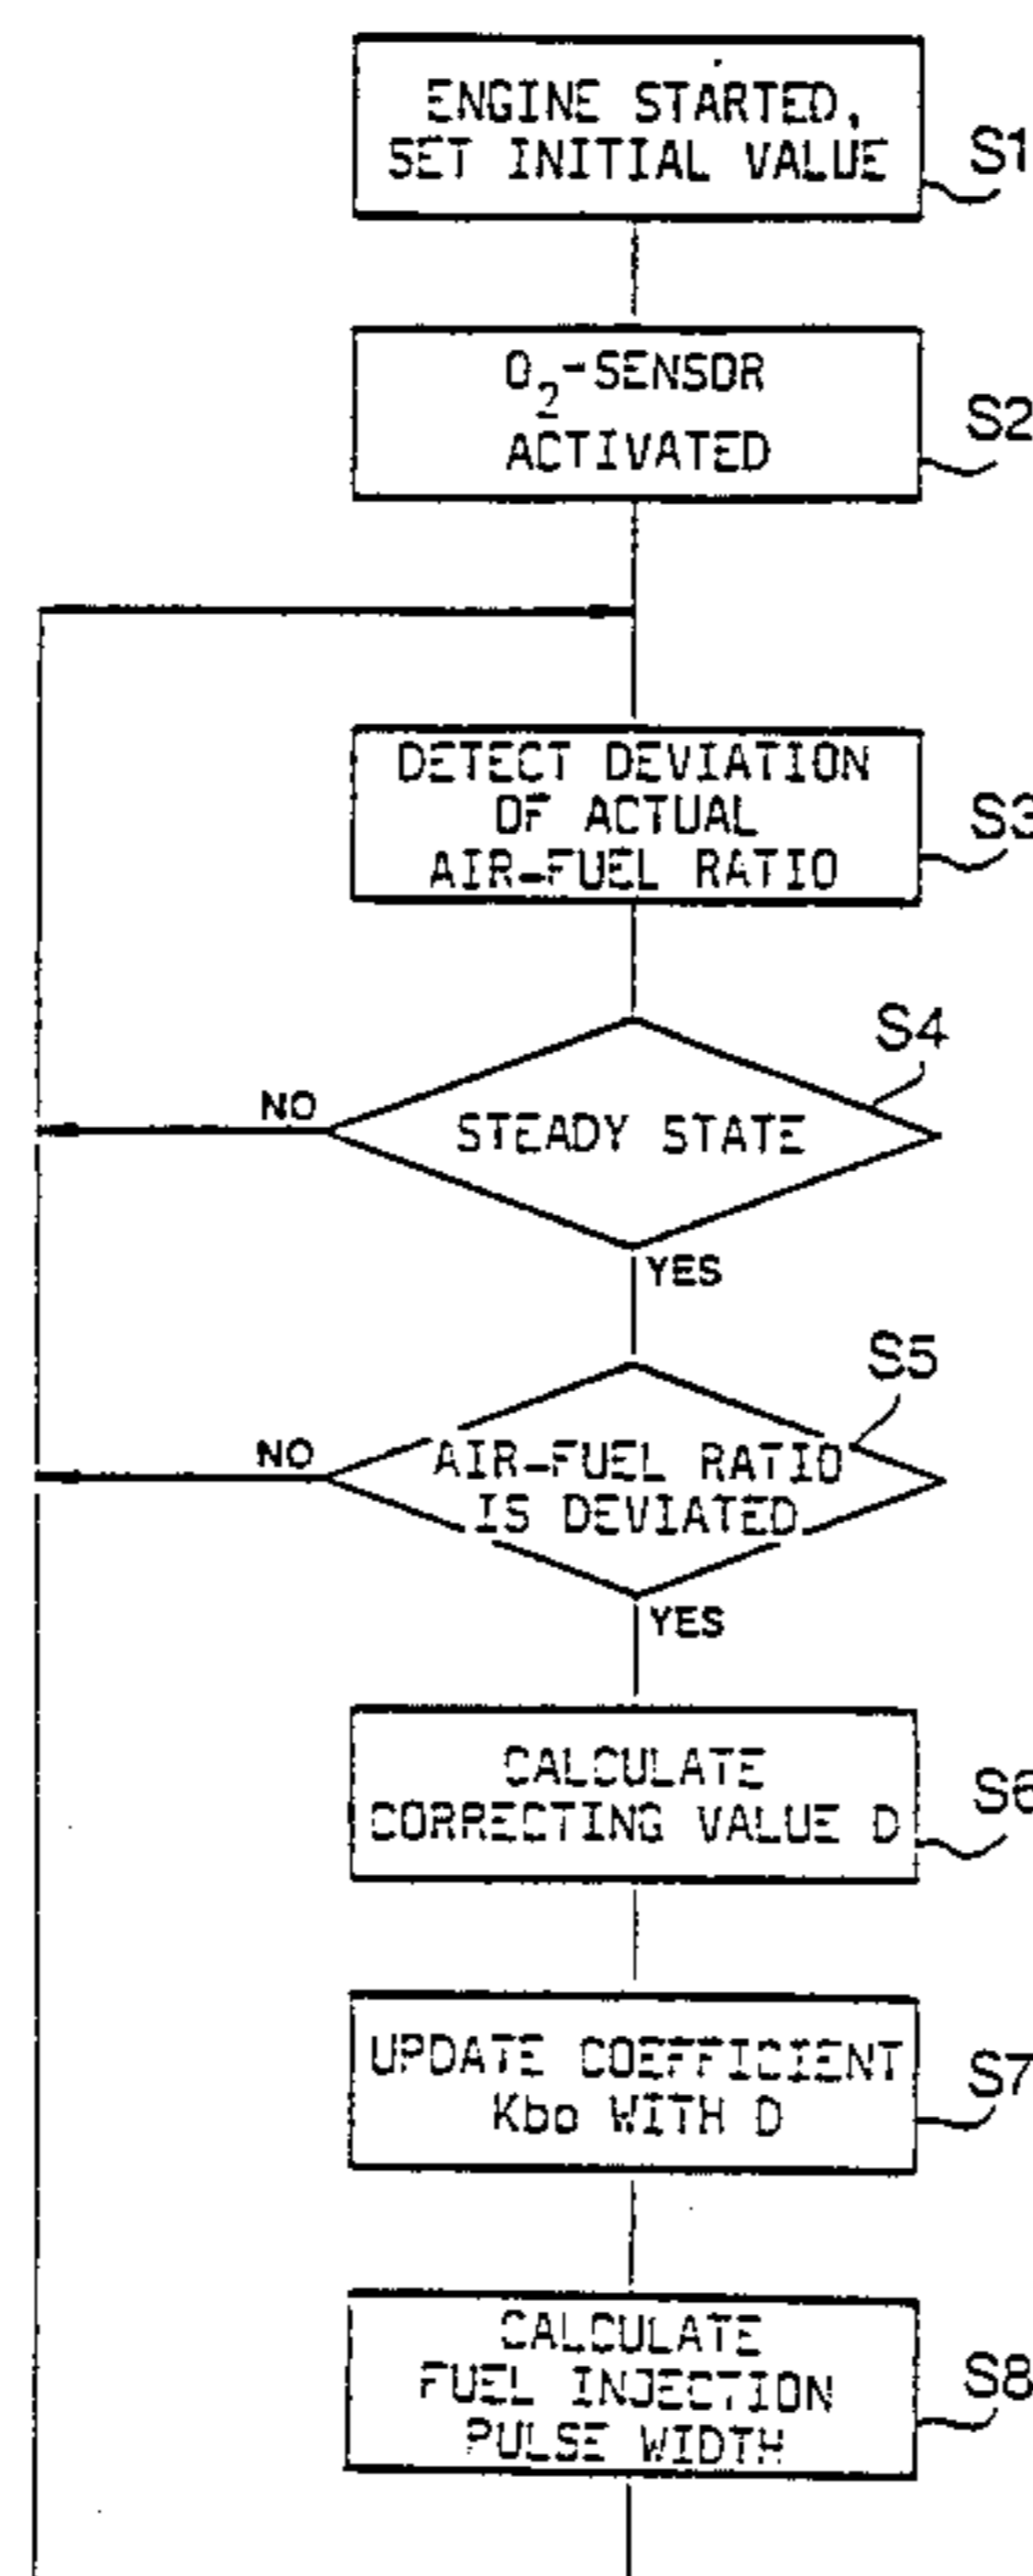 ENGINE STARTED,
SET INITIAL VALUE
S1
O2-SENSOR
ACTIVATED
S2
DETECT DEVIATION
OF ACTUAL
AIR-FUEL RATIO
S3
S4
STEADY STATE
NO
YES
S5
AIR-FUEL RATIO
IS DEVIATED
NO
YES
CALCULATE
CORRECTING VALUE D
S6
UPDATE COEFFICIENT
Kbo WITH D
S7
CALCULATE
FUEL INJECTION
PULSE WIDTH
S8